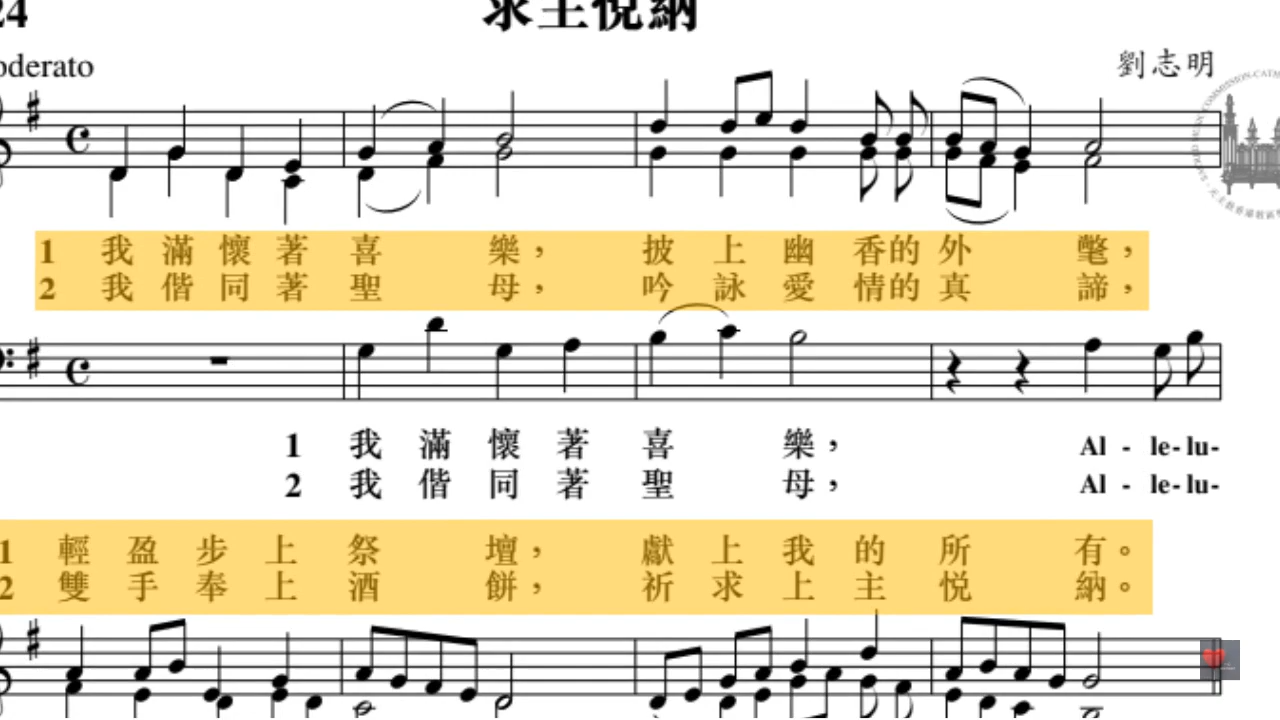 24
求主悅納
oderato
劉志明
1 我 滿 懷 著 喜 樂， 披 上 幽 香的 外 氅，
2 我 偕 同 著 聖 母， 吟 詠 愛 情的 真 諦，
1 我 滿 懷 著 喜 樂， Al - le- lu-
2 我 偕 同 著 聖 母， Al - le- lu-
1 輕 盈 步 上 祭 壇， 獻 上 我 的 所 有。
2 雙 手 奉 上 酒 餅， 祈 求 上 主 悦 納。